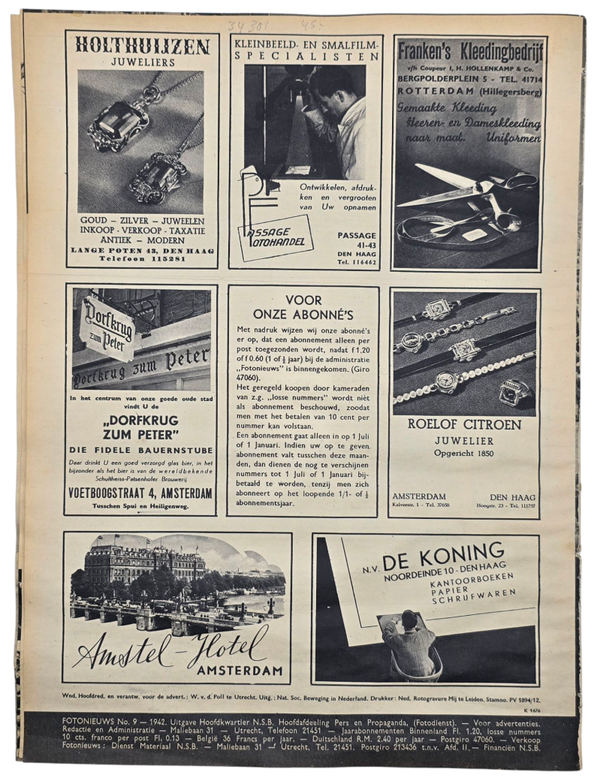 34 301 45.-
HOLTHUIJZEN
JUWELIERS
GOUD — ZILVER — JUWEELEN
INKOOP - VERKOOP - TAXATIE
ANTIEK — MODERN
LANGE POTEN 43, DEN HAAG
Telefoon 115281
KLEINBEELD- EN SMALFILM-
SPECIALISTEN
Ontwikkelen, afdruk-
ken en vergrooten
van Uw opnamen
PASSAGE
FOTOHANDEL
PASSAGE
41-43
DEN HAAG
Tel. 116462
Franken's Kleedingbedrijf
v/h Coupeur I. H. HOLLENKAMP & Co.
BERGPOLDERPLEIN 5 - TEL. 41714
ROTTERDAM (Hillegersberg)
Gemaakte Kleeding
Heeren- en Dameskleeding
naar maat. Uniformen
Dorfkrug
zum Peter
Dorfkrug zum Peter
In het centrum van onze goede oude stad
vindt U de
„DORFKRUG
ZUM PETER”
DIE FIDELE BAUERNSTUBE
Daar drinkt U een goed verzorgd glas bier, in het
bijzonder als het bier is van de wereldbekende
Schultheiss-Patzenhofer Brouwerij
VOETBOOGSTRAAT 4, AMSTERDAM
Tusschen Spui en Heiligenweg.
VOOR
ONZE ABONNÉ'S
Met nadruk wijzen wij onze abonné's
er op, dat een abonnement alleen per
post toegezonden wordt, nadat f 1.20
of f 0.60 (1 of ½ jaar) bij de administratie
„Fotonieuws” is binnengekomen. (Giro
47060).
Het geregeld koopen door kameraden
van z.g. „losse nummers” wordt niet
als abonnement beschouwd, zoodat
men met het betalen van 10 cent per
nummer kan volstaan.
Een abonnement gaat alleen in op 1 Juli
of 1 Januari. Indien uw op te geven
abonnement valt tusschen deze maan-
den, dan dienen de nog te verschijnen
nummers tot 1 Juli of 1 Januari bij-
betaald te worden, tenzij men zich
abonneert op het loopende 1/1- of ½
abonnementsjaar.
ROELOF CITROEN
JUWELIER
Opgericht 1850
AMSTERDAM DEN HAAG
Kalverstr. 1 - Tel. 37658 Hoogstr. 23 - Tel. 111757
Amstel-Hotel
AMSTERDAM
N.V. DE KONING
NOORDEINDE 10 - DEN HAAG
KANTOORBOEKEN
PAPIER
SCHRIJFWAREN
Wnd. Hoofdred. en verantw. voor de advert.: W. v. d. Poll te Utrecht. Uitg.: Nat. Soc. Beweging in Nederland. Drukker: Ned. Rotogravure Mij te Leiden. Stamno. PV 5894/12.
K 4676
FOTONIEUWS No. 9 — 1942. Uitgave Hoofdkwartier N.S.B. Hoofdafdeeling Pers en Propaganda, (Fotodienst). — Voor advertenties.
Redactie en Administratie — Maliebaan 31 — Utrecht, Telefoon 21451. — Jaarabonnementen Binnenland Fl. 1.20, losse nummers
10 cts. franco per post Fl. 0.13 — België 36 Francs per jaar. — Duitschland R.M. 2.40 per jaar — Postgiro 47060. — Verkoop
Fotonieuws: Dienst Materiaal N.S.B. — Maliebaan 31 — Utrecht. Tel. 21451. Postgiro 213436 t.n.v. Afd. II.— Financiën N.S.B.